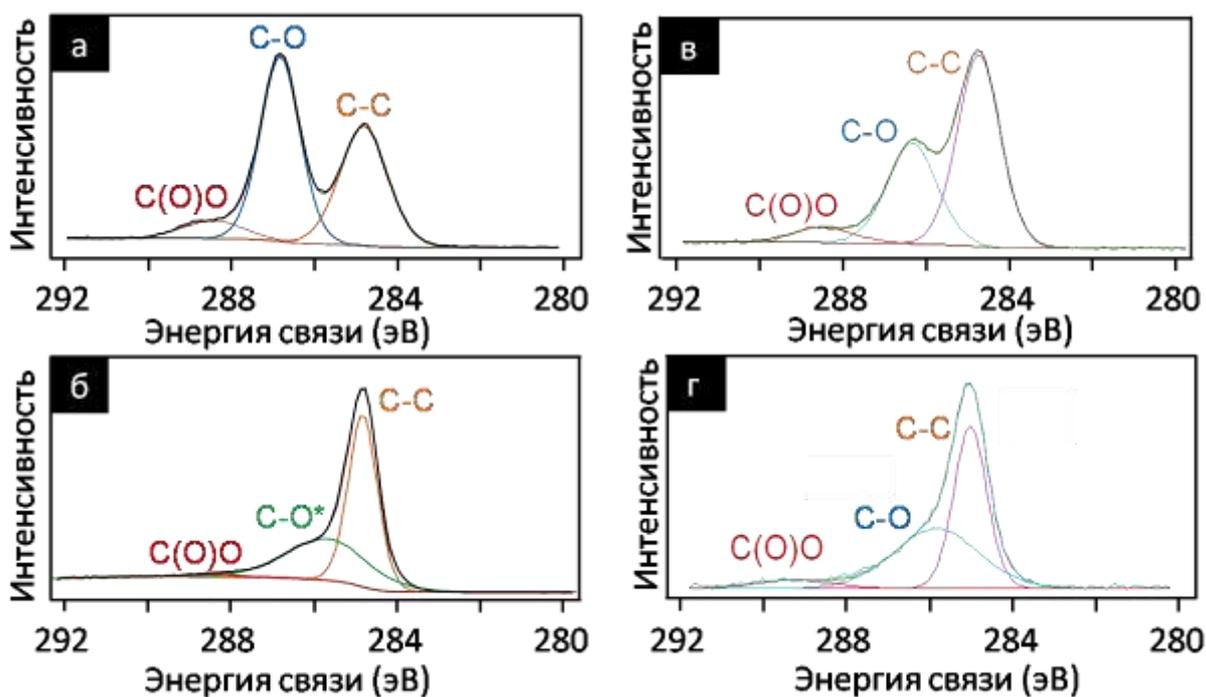 а
Интенсивность
C-O
C-C
C(O)O
292 288 284 280
Энергия связи (эВ)
в
Интенсивность
C-C
C-O
C(O)O
292 288 284 280
Энергия связи (эВ)
б
Интенсивность
C-C
C-O*
C(O)O
292 288 284 280
Энергия связи (эВ)
г
Интенсивность
C-C
C-O
C(O)O
292 288 284 280
Энергия связи (эВ)